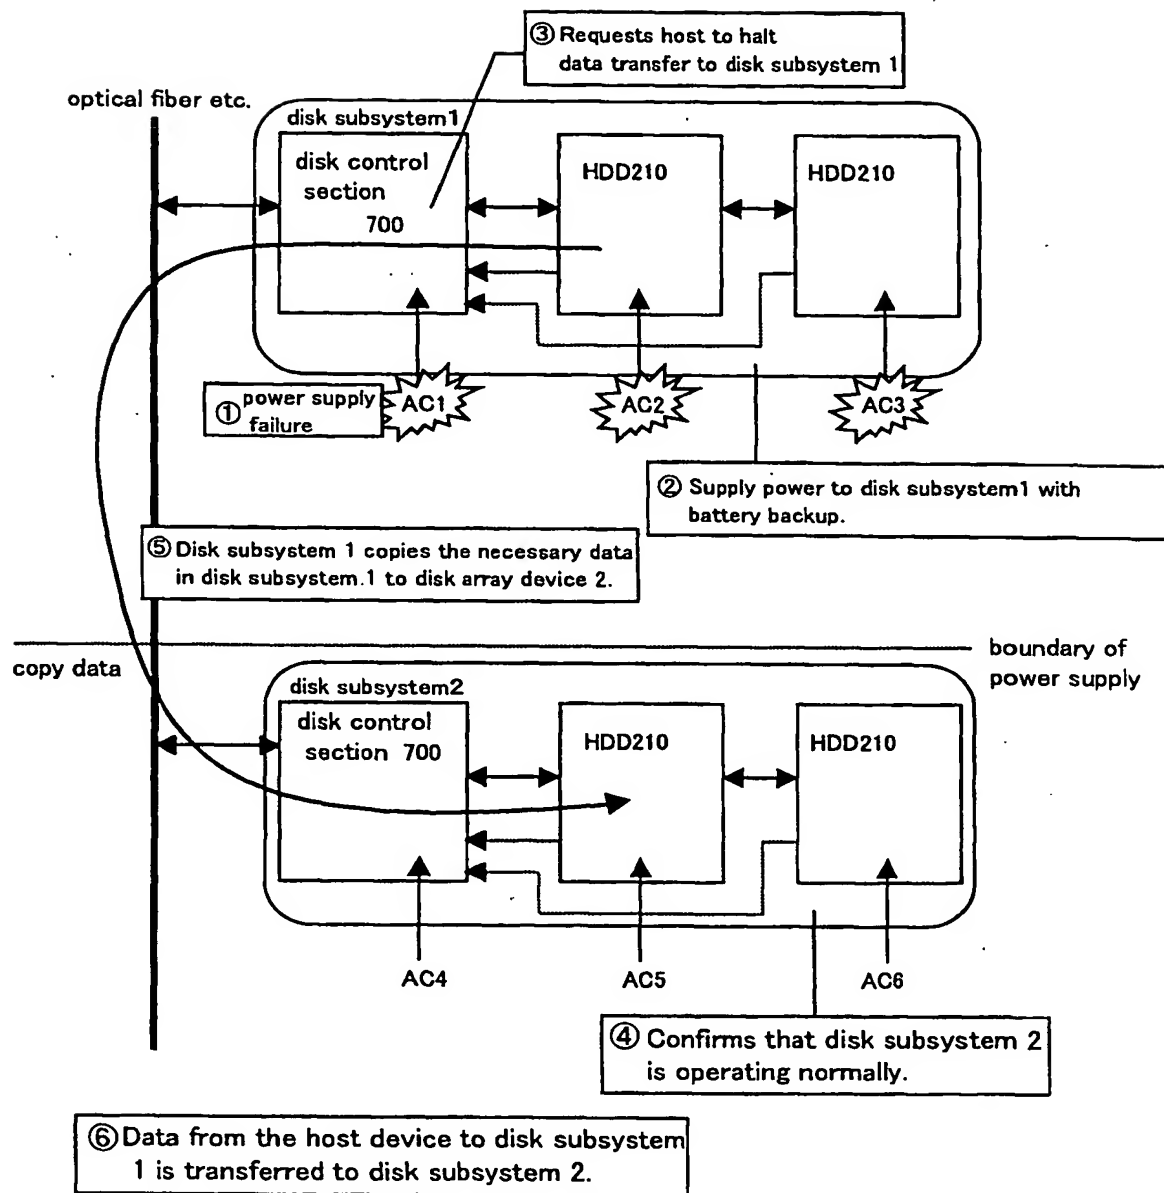 ③ Requests host to halt
data transfer to disk subsystem 1
optical fiber etc.
disk subsystem1
disk control
section
700
HDD210
HDD210
① power supply
failure
AC1
AC2
AC3
② Supply power to disk subsystem1 with
battery backup.
⑤ Disk subsystem 1 copies the necessary data
in disk subsystem.1 to disk array device 2.
copy data
boundary of
power supply
disk subsystem2
disk control
section 700
HDD210
HDD210
AC4
AC5
AC6
④ Confirms that disk subsystem 2
is operating normally.
⑥ Data from the host device to disk subsystem
1 is transferred to disk subsystem 2.